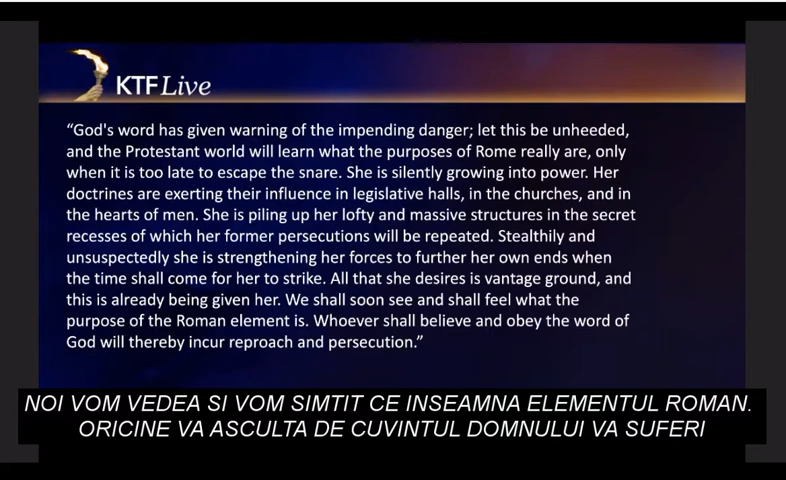 KTF Live
“God's word has given warning of the impending danger; let this be unheeded,
and the Protestant world will learn what the purposes of Rome really are, only
when it is too late to escape the snare. She is silently growing into power. Her
doctrines are exerting their influence in legislative halls, in the churches, and in
the hearts of men. She is piling up her lofty and massive structures in the secret
recesses of which her former persecutions will be repeated. Stealthily and
unsuspectedly she is strengthening her forces to further her own ends when
the time shall come for her to strike. All that she desires is vantage ground, and
this is already being given her. We shall soon see and shall feel what the
purpose of the Roman element is. Whoever shall believe and obey the word of
God will thereby incur reproach and persecution.”
NOI VOM VEDEA SI VOM SIMTIT CE INSEAMNA ELEMENTUL ROMAN.
ORICINE VA ASCULTA DE CUVINTUL DOMNULUI VA SUFERI